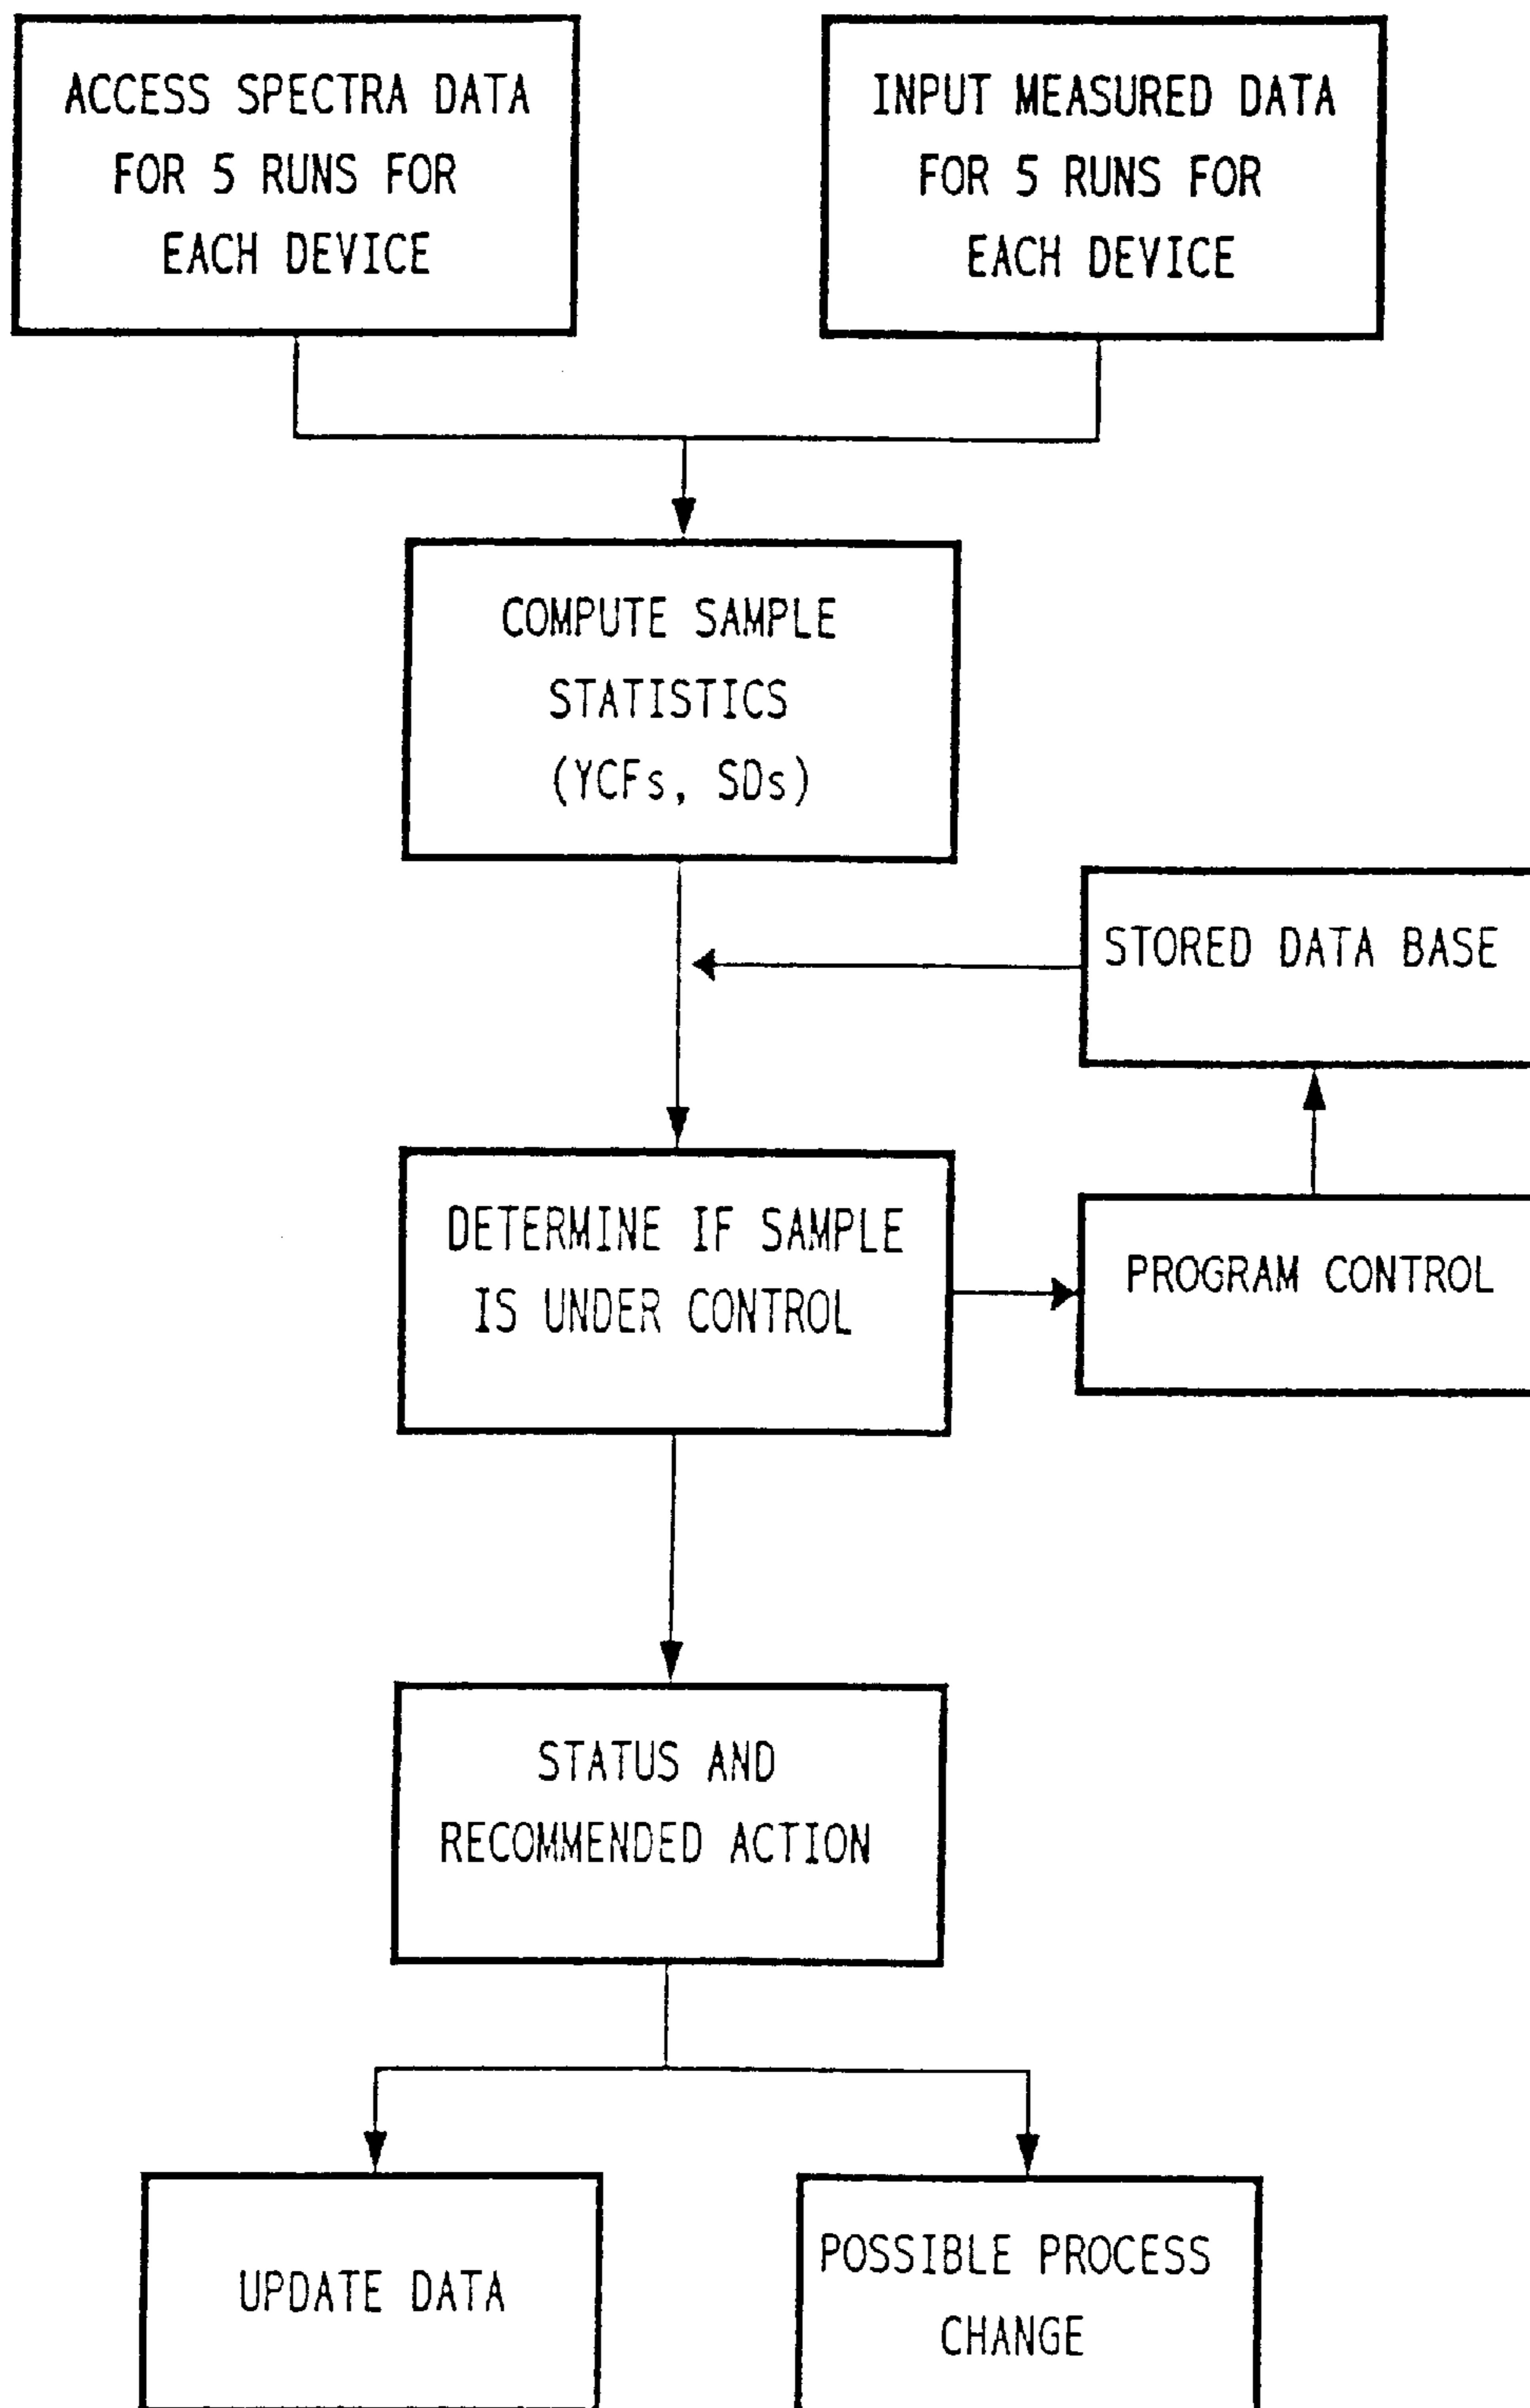 ACCESS SPECTRA DATA
FOR 5 RUNS FOR
EACH DEVICE
INPUT MEASURED DATA
FOR 5 RUNS FOR
EACH DEVICE
COMPUTE SAMPLE
STATISTICS
(YCFs, SDs)
STORED DATA BASE
DETERMINE IF SAMPLE
IS UNDER CONTROL
PROGRAM CONTROL
STATUS AND
RECOMMENDED ACTION
UPDATE DATA
POSSIBLE PROCESS
CHANGE